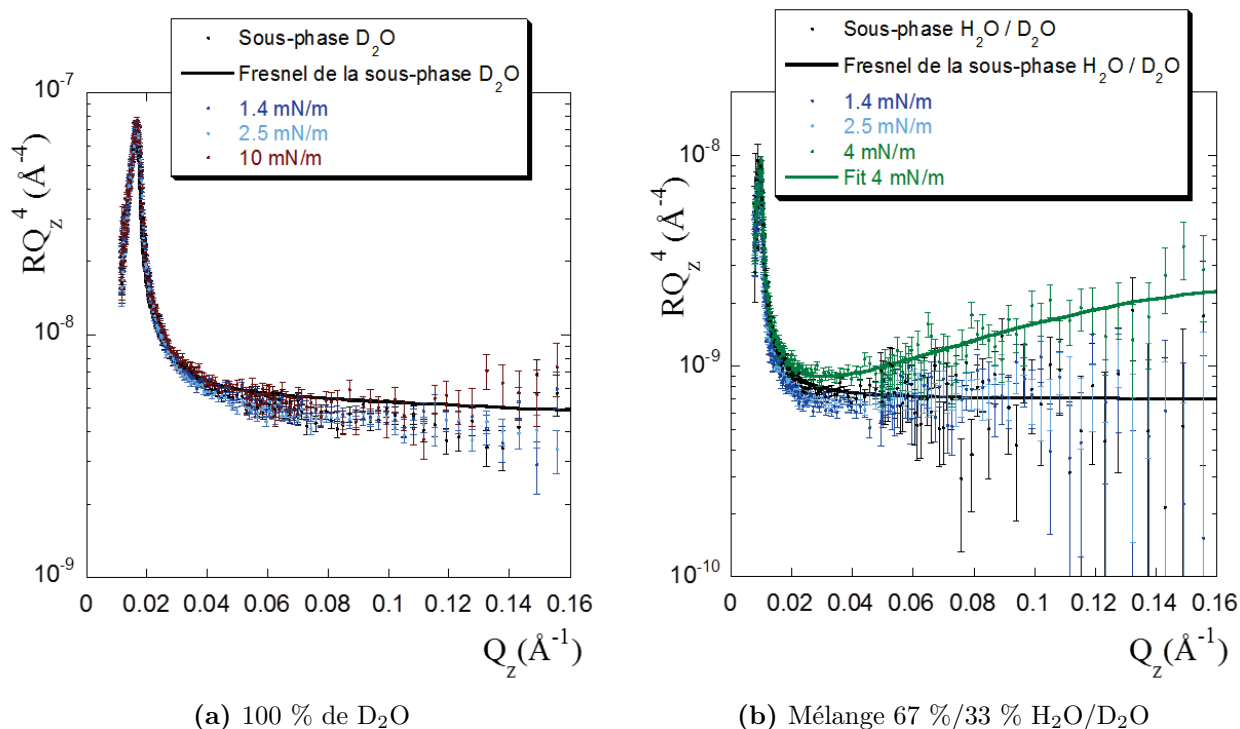 Sous-phase D₂O
Fresnel de la sous-phase D₂O
1.4 mN/m
2.5 mN/m
10 mN/m
RQz⁴ (Å⁻⁴)
10⁻⁷
10⁻⁸
10⁻⁹
0 0.02 0.04 0.06 0.08 0.1 0.12 0.14 0.16
Qz(Å⁻¹)
(a) 100 % de D₂O
Sous-phase H₂O / D₂O
Fresnel de la sous-phase H₂O / D₂O
1.4 mN/m
2.5 mN/m
4 mN/m
Fit 4 mN/m
RQz⁴ (Å⁻⁴)
10⁻⁸
10⁻⁹
10⁻¹⁰
0 0.02 0.04 0.06 0.08 0.1 0.12 0.14 0.16
Qz(Å⁻¹)
(b) Mélange 67 %/33 % H₂O/D₂O